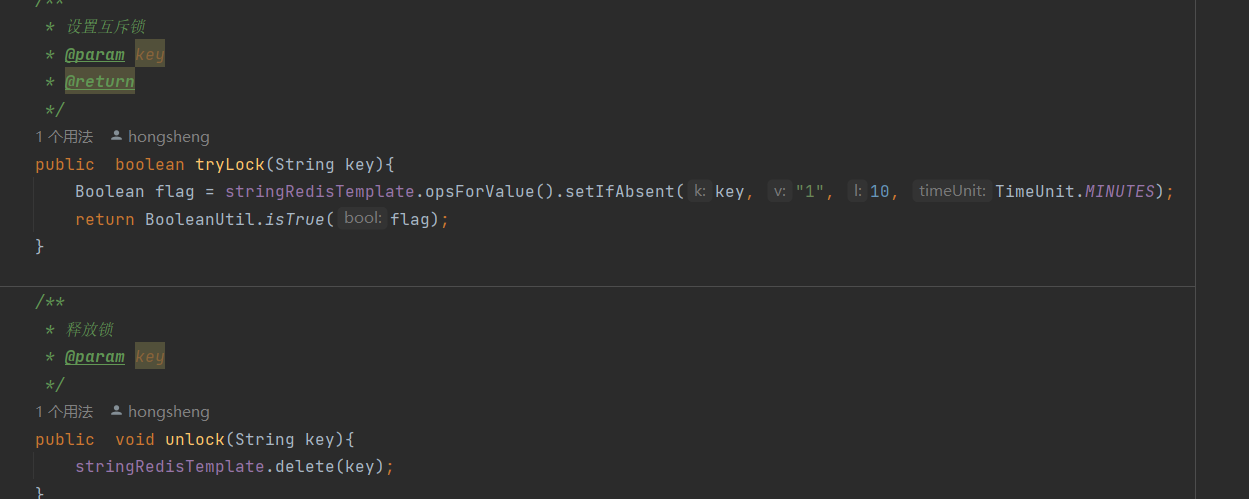 /**
* 设置互斥锁
* @param key
* @return
*/
1 个用法 hongsheng
public  boolean tryLock(String key){
Boolean flag = stringRedisTemplate.opsForValue().setIfAbsent( k: key, v: "1", l: 10, timeUnit: TimeUnit.MINUTES);
return BooleanUtil.isTrue( bool: flag);
}
/**
* 释放锁
* @param key
*/
1 个用法 hongsheng
public  void unlock(String key){
stringRedisTemplate.delete(key);
}